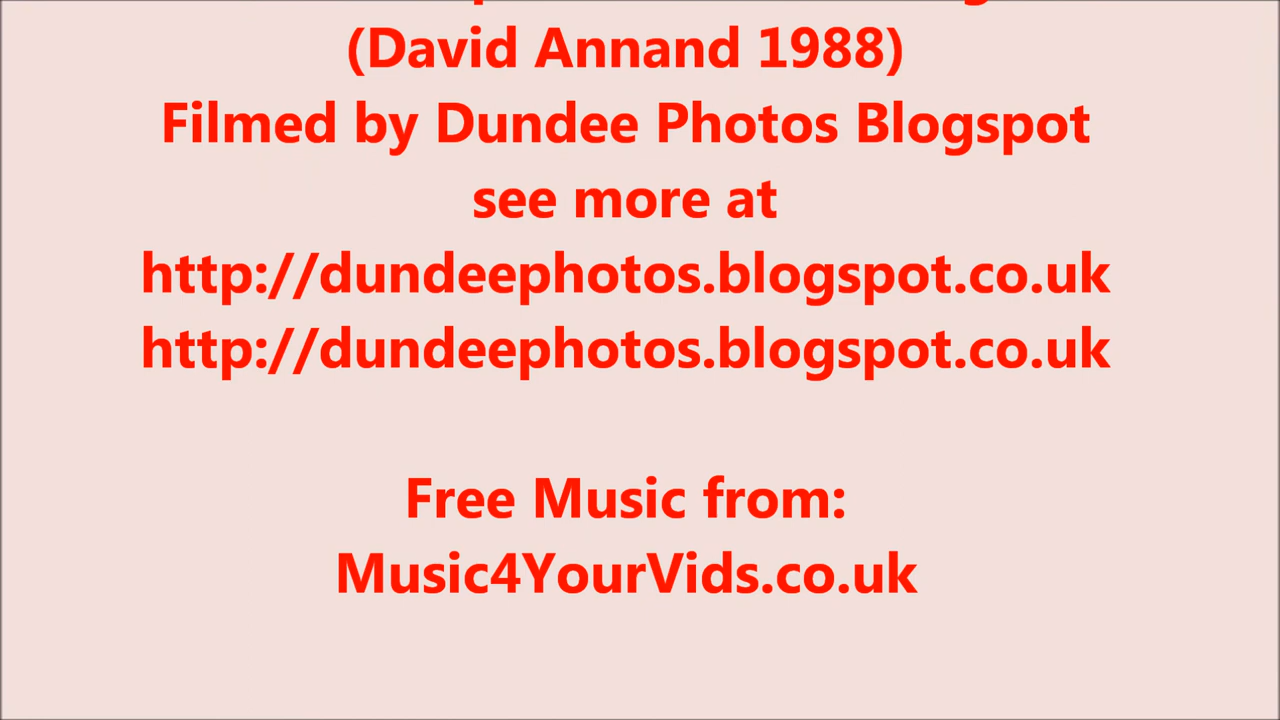 (David Annand 1988)
Filmed by Dundee Photos Blogspot
see more at
http://dundeephotos.blogspot.co.uk
http://dundeephotos.blogspot.co.uk
Free Music from:
Music4YourVids.co.uk